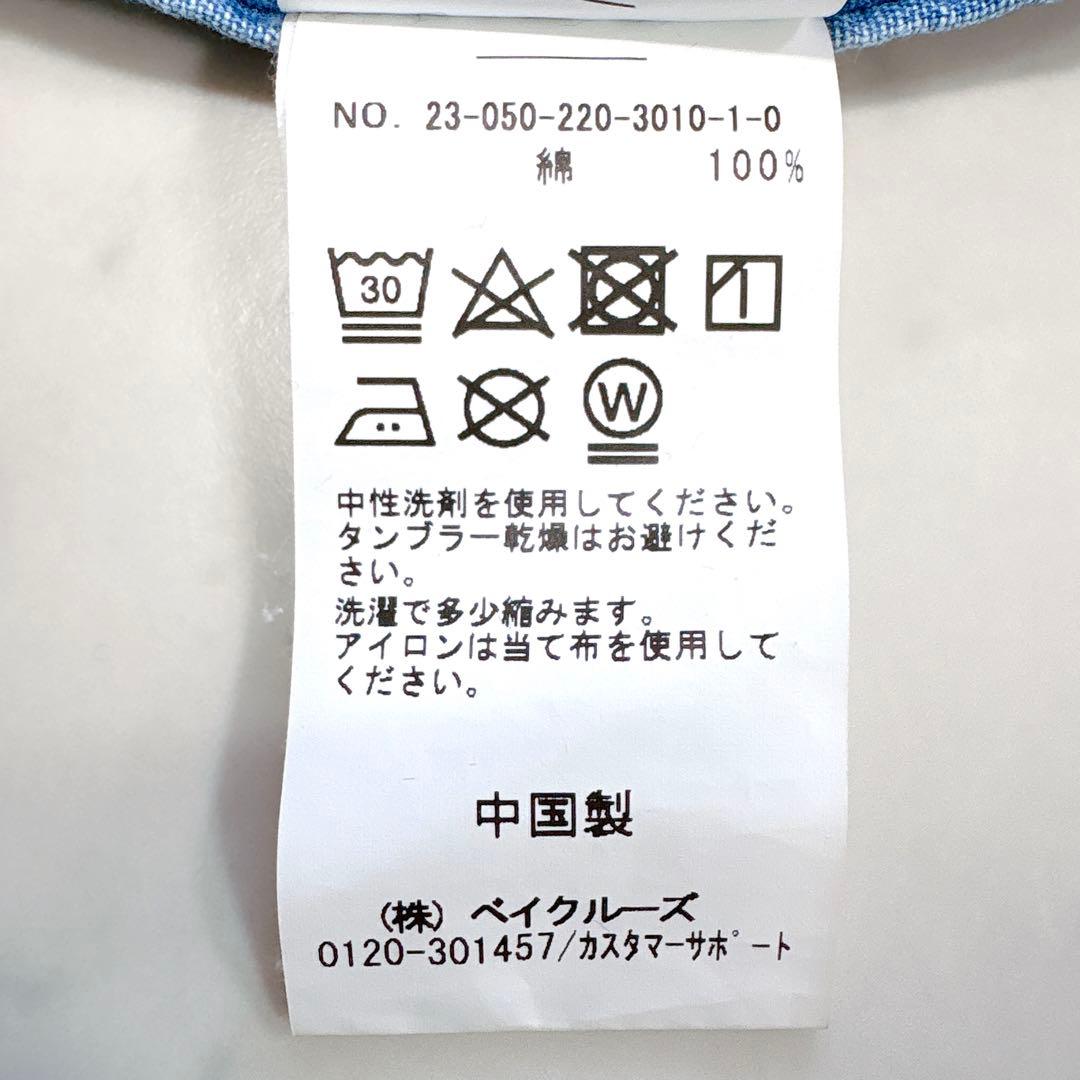 NO. 23-050-220-3010-1-0
綿 100%
30
W
中性洗剤を使用してください。
タンブラー乾燥はお避けくだ
さい。
洗濯で多少縮みます。
アイロンは当て布を使用して
ください。
中国製
(株) ベイクルーズ
0120-301457/カスタマーサポート